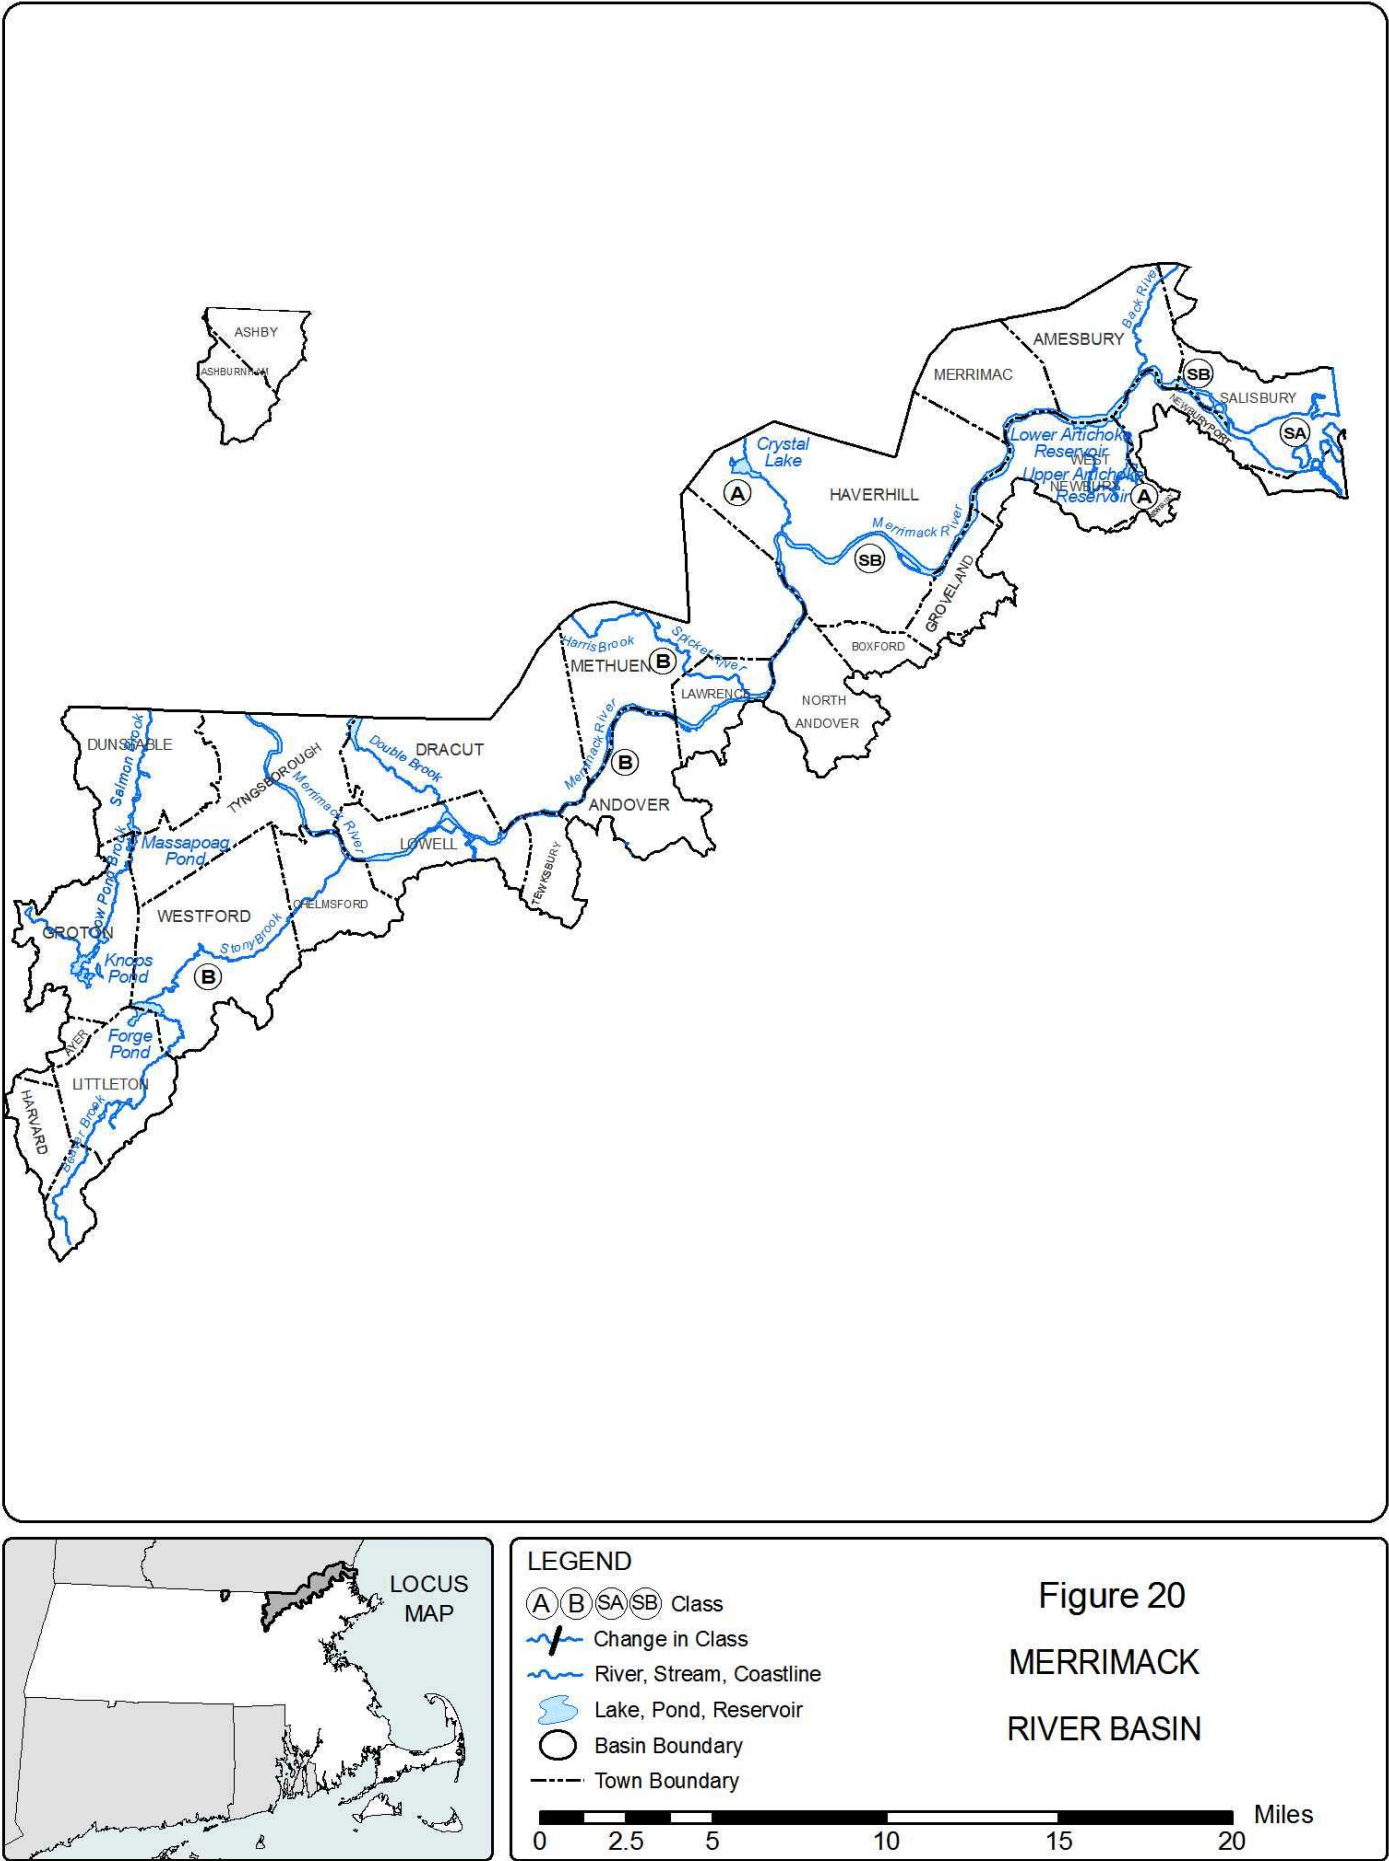 ASHBY
ASHBURNHAM
Back River
AMESBURY
MERRIMAC
SB
SALISBURY
NEWBURYPORT
SA
Lower Artichoke
Reservoir
WEST
NEWBURY
Upper Artichoke
Reservoir
A
Crystal
Lake
A
HAVERHILL
Merrimack River
SB
GROVELAND
BOXFORD
Harris Brook
Spicket River
METHUEN
B
LAWRENCE
NORTH
ANDOVER
Merrimack River
B
ANDOVER
DUNSTABLE
Salmon Brook
TYNGSBOROUGH
Merrimack River
Double Brook
DRACUT
LOWELL
TEWKSBURY
Massapoag
Pond
ow Pond Brook
WESTFORD
CHELMSFORD
Stony Brook
GROTON
Knops
Pond
B
AYER
Forge
Pond
LITTLETON
HARVARD
Beaver Brook
LOCUS
MAP
LEGEND
A B SA SB Class
Change in Class
River, Stream, Coastline
Lake, Pond, Reservoir
Basin Boundary
Town Boundary
0 2.5 5 10 15 20 Miles
Figure 20
MERRIMACK
RIVER BASIN